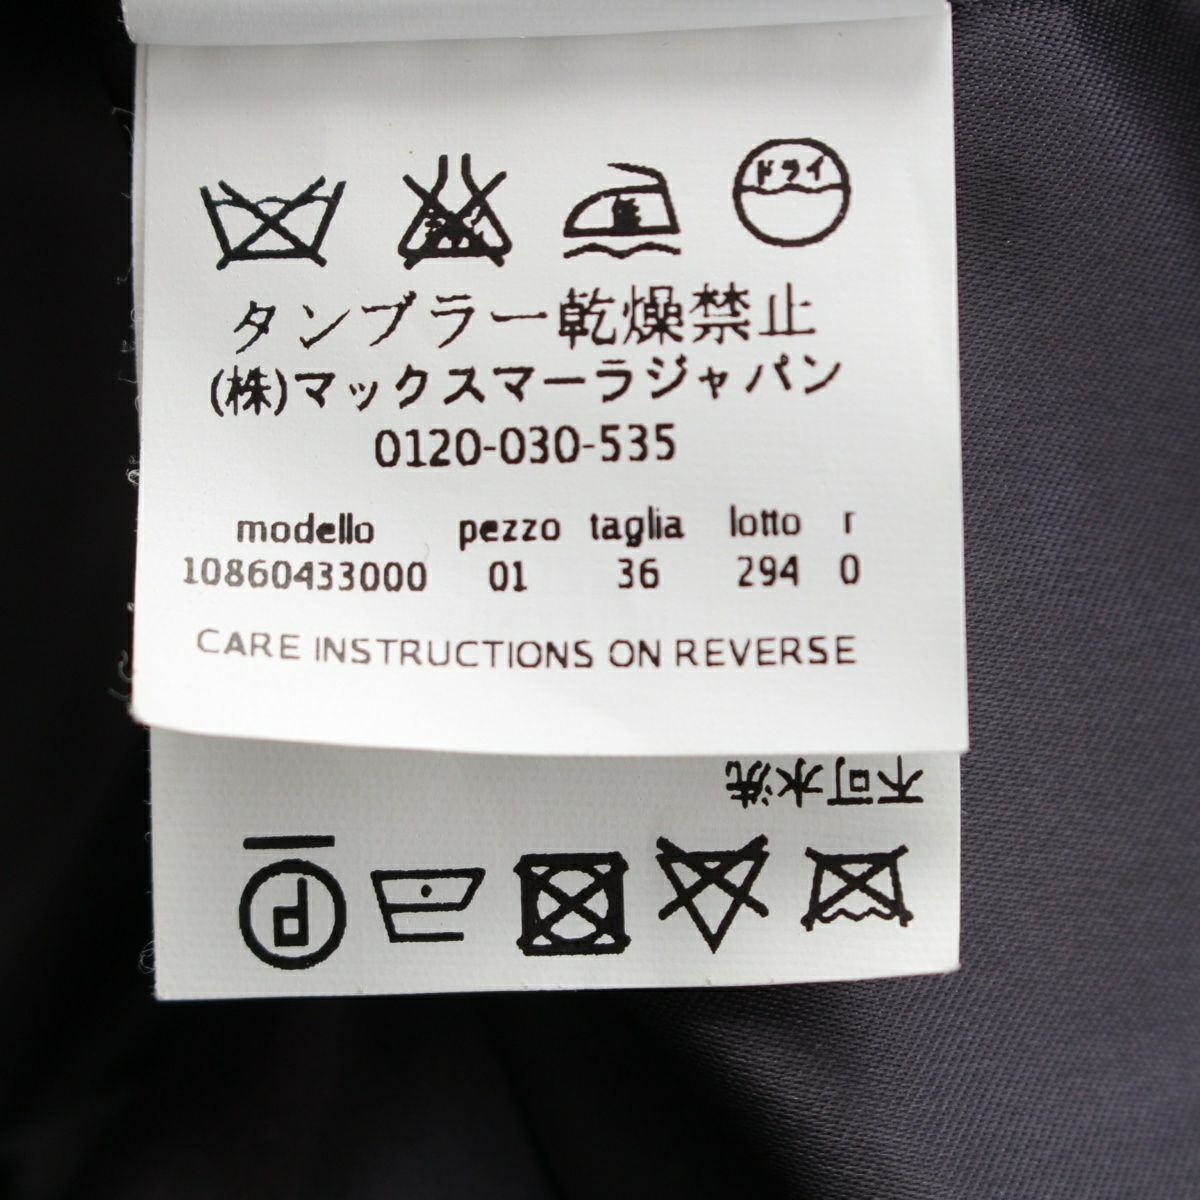 ドライ
タンブラー乾燥禁止
(株)マックスマーラジャパン
0120-030-535
modello pezzo taglia lotto r
10860433000 01 36 294 0
CARE INSTRUCTIONS ON REVERSE
不可水洗
P